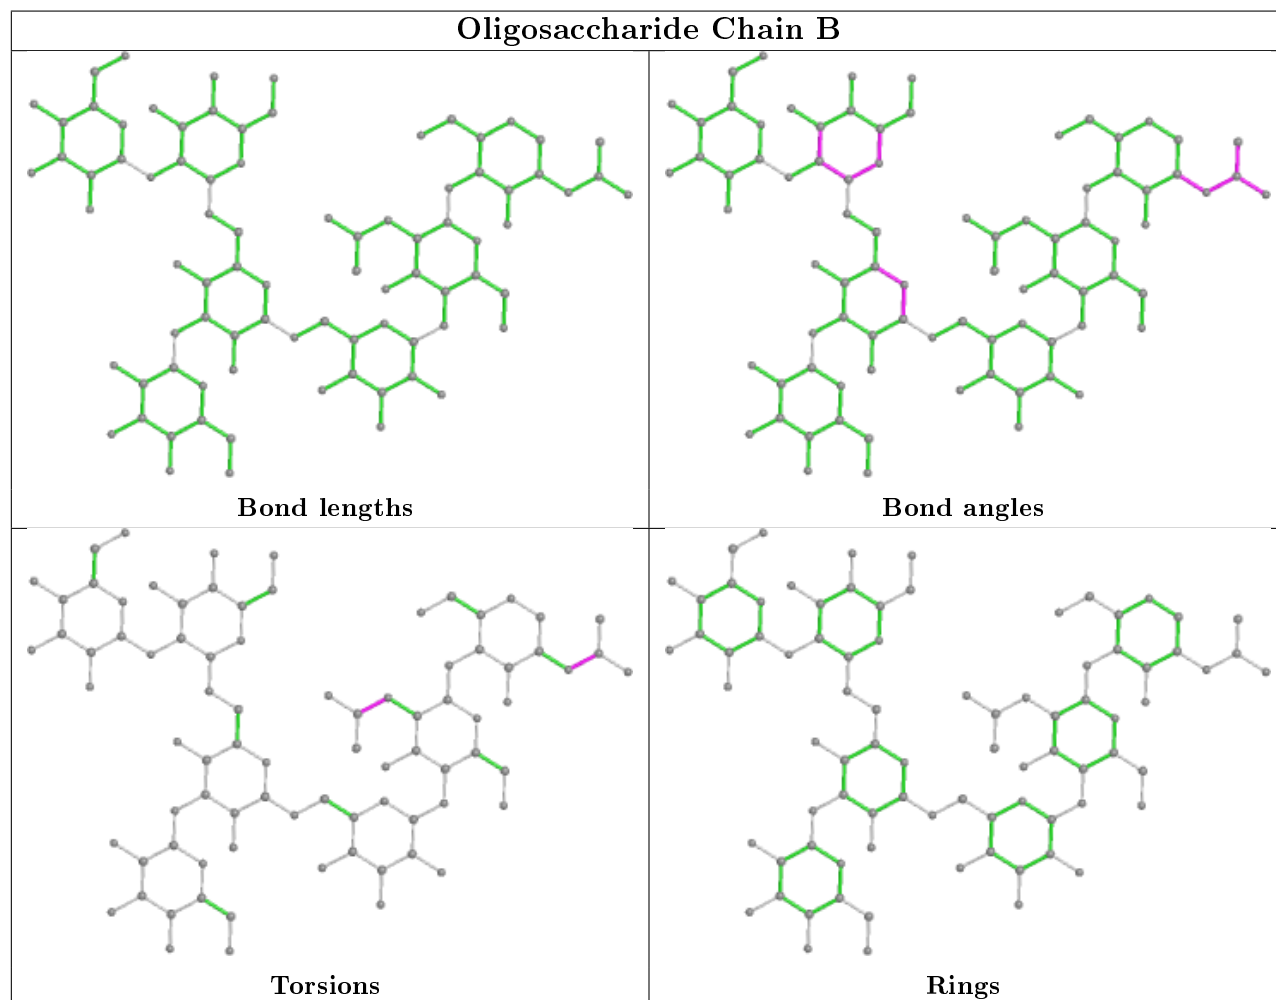 Oligosaccharide Chain B
Bond lengths
Bond angles
Torsions
Rings